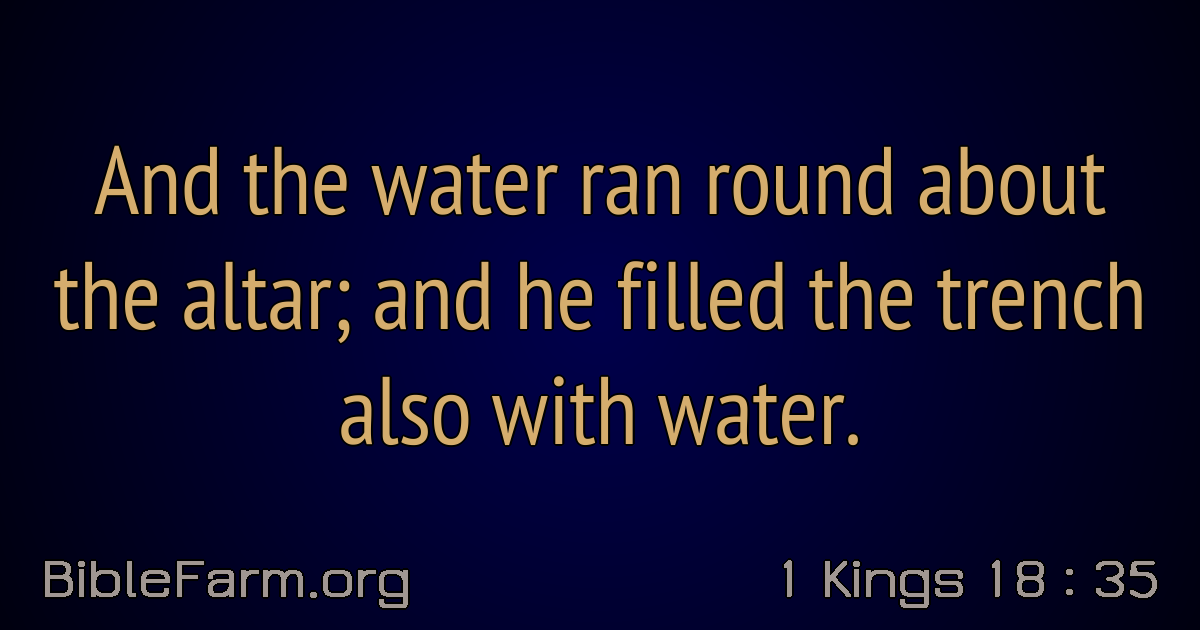 And the water ran round about
the altar; and he filled the trench
also with water.
BibleFarm.org
1 Kings 18 : 35